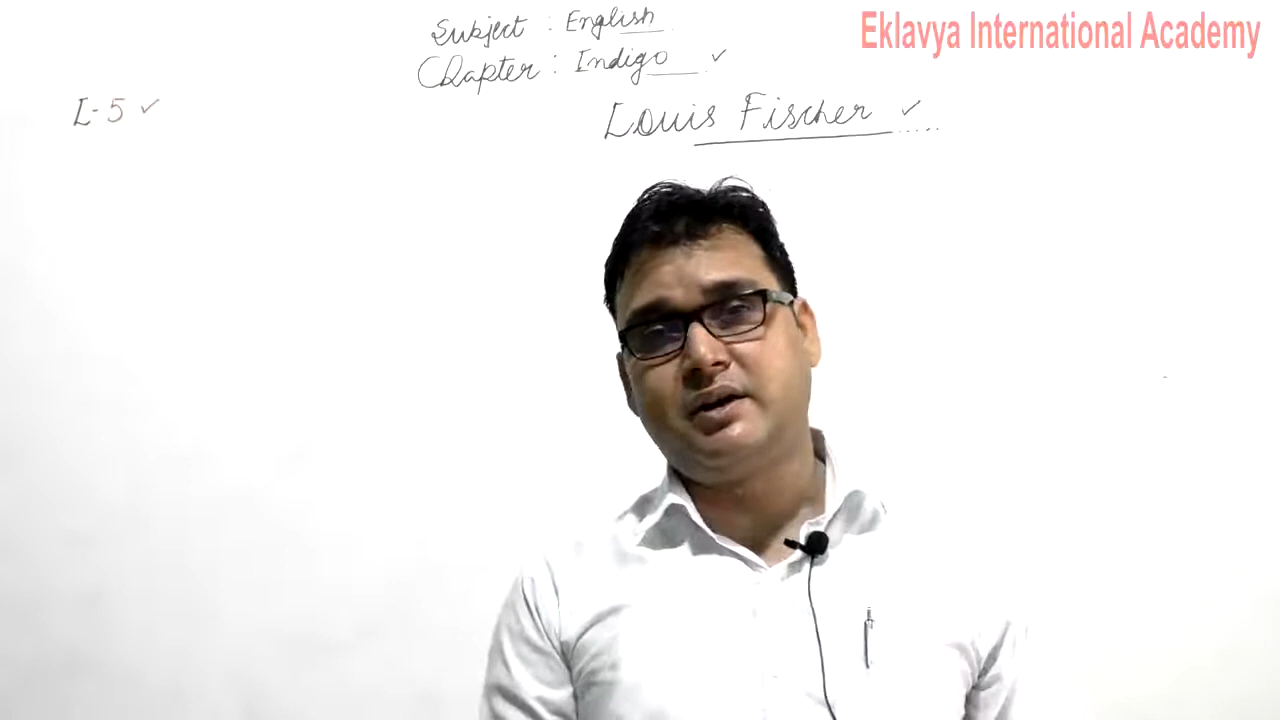 Subject : English
Eklavya International Academy
Chapter : Indigo ✓
L-5 ✓
Louis Fischer ✓ .....